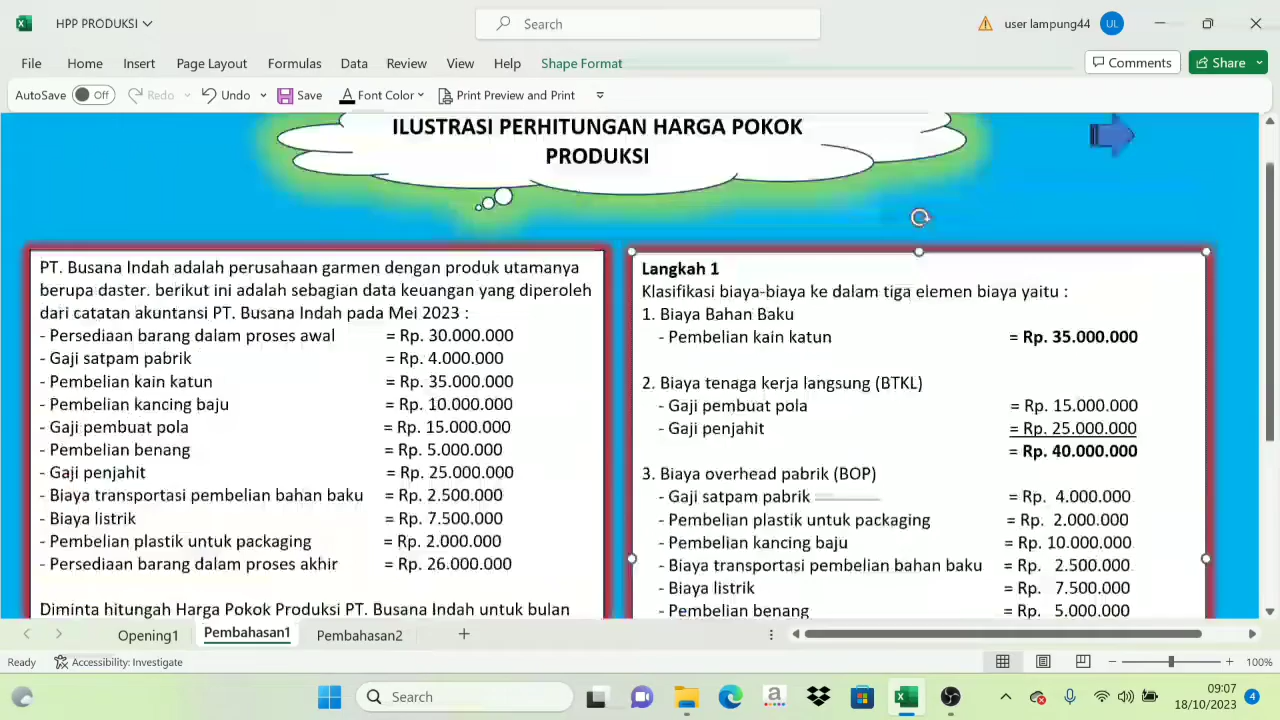 HPP PRODUKSI
Search
user lampung44
UL
File Home Insert Page Layout Formulas Data Review View Help Shape Format
Comments
Share
AutoSave Off Redo Undo Save Font Color Print Preview and Print
ILUSTRASI PERHITUNGAN HARGA POKOK
PRODUKSI
PT. Busana Indah adalah perusahaan garmen dengan produk utamanya
berupa daster. berikut ini adalah sebagian data keuangan yang diperoleh
dari catatan akuntansi PT. Busana Indah pada Mei 2023 :
- Persediaan barang dalam proses awal = Rp. 30.000.000
- Gaji satpam pabrik = Rp. 4.000.000
- Pembelian kain katun = Rp. 35.000.000
- Pembelian kancing baju = Rp. 10.000.000
- Gaji pembuat pola = Rp. 15.000.000
- Pembelian benang = Rp. 5.000.000
- Gaji penjahit = Rp. 25.000.000
- Biaya transportasi pembelian bahan baku = Rp. 2.500.000
- Biaya listrik = Rp. 7.500.000
- Pembelian plastik untuk packaging = Rp. 2.000.000
- Persediaan barang dalam proses akhir = Rp. 26.000.000
Diminta hitungah Harga Pokok Produksi PT. Busana Indah untuk bulan
Langkah 1
Klasifikasi biaya-biaya ke dalam tiga elemen biaya yaitu :
1. Biaya Bahan Baku
- Pembelian kain katun = Rp. 35.000.000
2. Biaya tenaga kerja langsung (BTKL)
- Gaji pembuat pola = Rp. 15.000.000
- Gaji penjahit = Rp. 25.000.000
= Rp. 40.000.000
3. Biaya overhead pabrik (BOP)
- Gaji satpam pabrik = Rp. 4.000.000
- Pembelian plastik untuk packaging = Rp. 2.000.000
- Pembelian kancing baju = Rp. 10.000.000
- Biaya transportasi pembelian bahan baku = Rp. 2.500.000
- Biaya listrik = Rp. 7.500.000
- Pembelian benang = Rp. 5.000.000
Opening1 Pembahasan1 Pembahasan2
Ready Accessibility: Investigate 100%
Search
09:07
18/10/2023
4